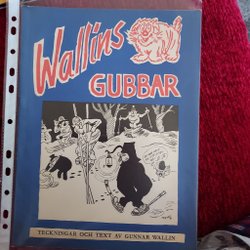 Wallins
GUBBAR
TECKNINGAR OCH TEXT AV GUNNAR WALLIN